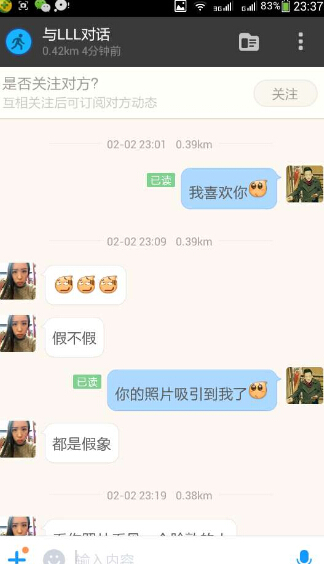 83% 23:37
与LLL对话
0.42km 4分钟前
是否关注对方?
互相关注后可订阅对方动态
关注
02-02 23:01 0.39km
已读
我喜欢你
02-02 23:09 0.39km
假不假
已读
你的照片吸引到我了
都是假象
02-02 23:19 0.38km
输入内容